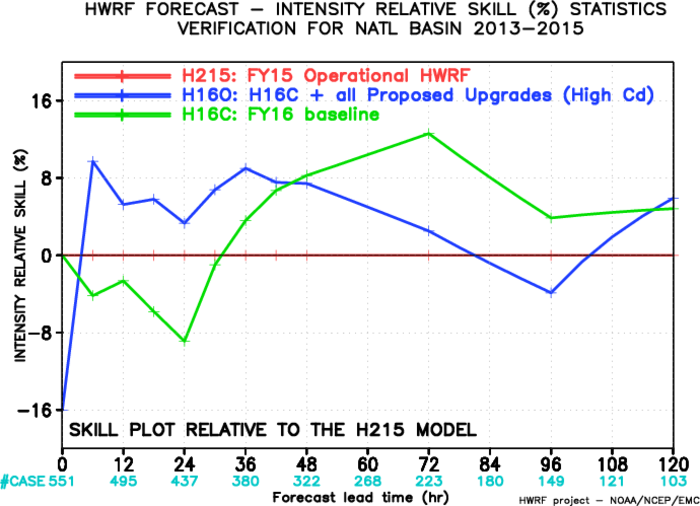 HWRF FORECAST – INTENSITY RELATIVE SKILL (%) STATISTICS
VERIFICATION FOR NATL BASIN 2013–2015
H215: FY15 Operational HWRF
H16O: H16C + all Proposed Upgrades (High Cd)
H16C: FY16 baseline
INTENSITY RELATIVE SKILL (%)
16
8
0
−8
−16
SKILL PLOT RELATIVE TO THE H215 MODEL
0 12 24 36 48 60 72 84 96 108 120
#CASE 551 495 437 380 322 268 223 180 149 121 103
Forecast lead time (hr)
HWRF project – NOAA/NCEP/EMC